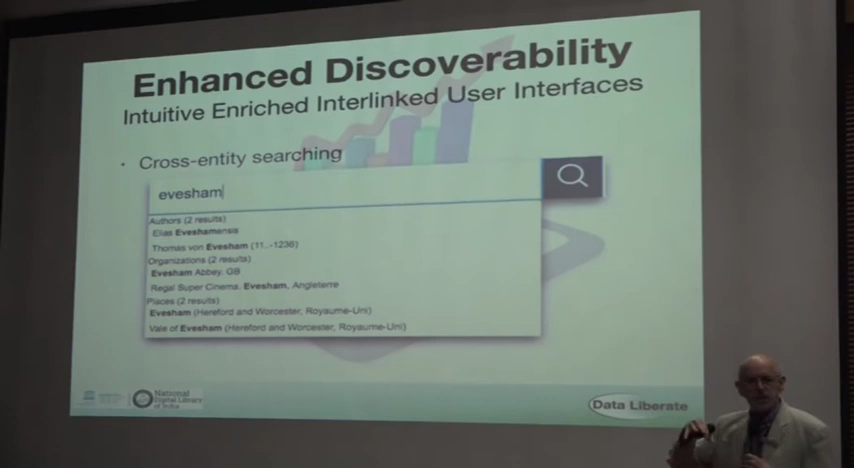 Enhanced Discoverability
Intuitive Enriched Interlinked User Interfaces
• Cross-entity searching
evesham
Authors (2 results)
Elias Eveshamensis
Thomas von Evesham (11..-1236)
Organizations (2 results)
Evesham Abbey. GB
Regal Super Cinema, Evesham, Angleterre
Places (2 results)
Evesham (Hereford and Worcester, Royaume-Uni)
Vale of Evesham (Hereford and Worcester, Royaume-Uni)
National
Digital Library
of India
Data Liberate